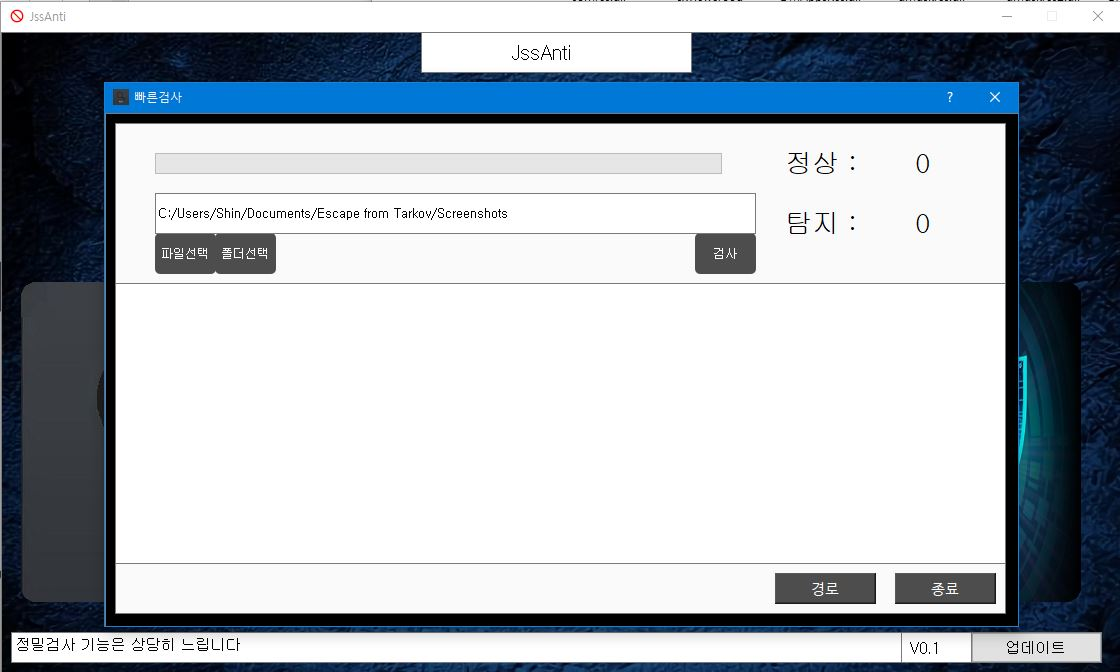 JssAnti
JssAnti
빠른검사
?
정상 : 0
C:/Users/Shin/Documents/Escape from Tarkov/Screenshots
탐지 : 0
파일선택 폴더선택 검사
경로 종료
정밀검사 기능은 상당히 느립니다 V0.1 업데이트